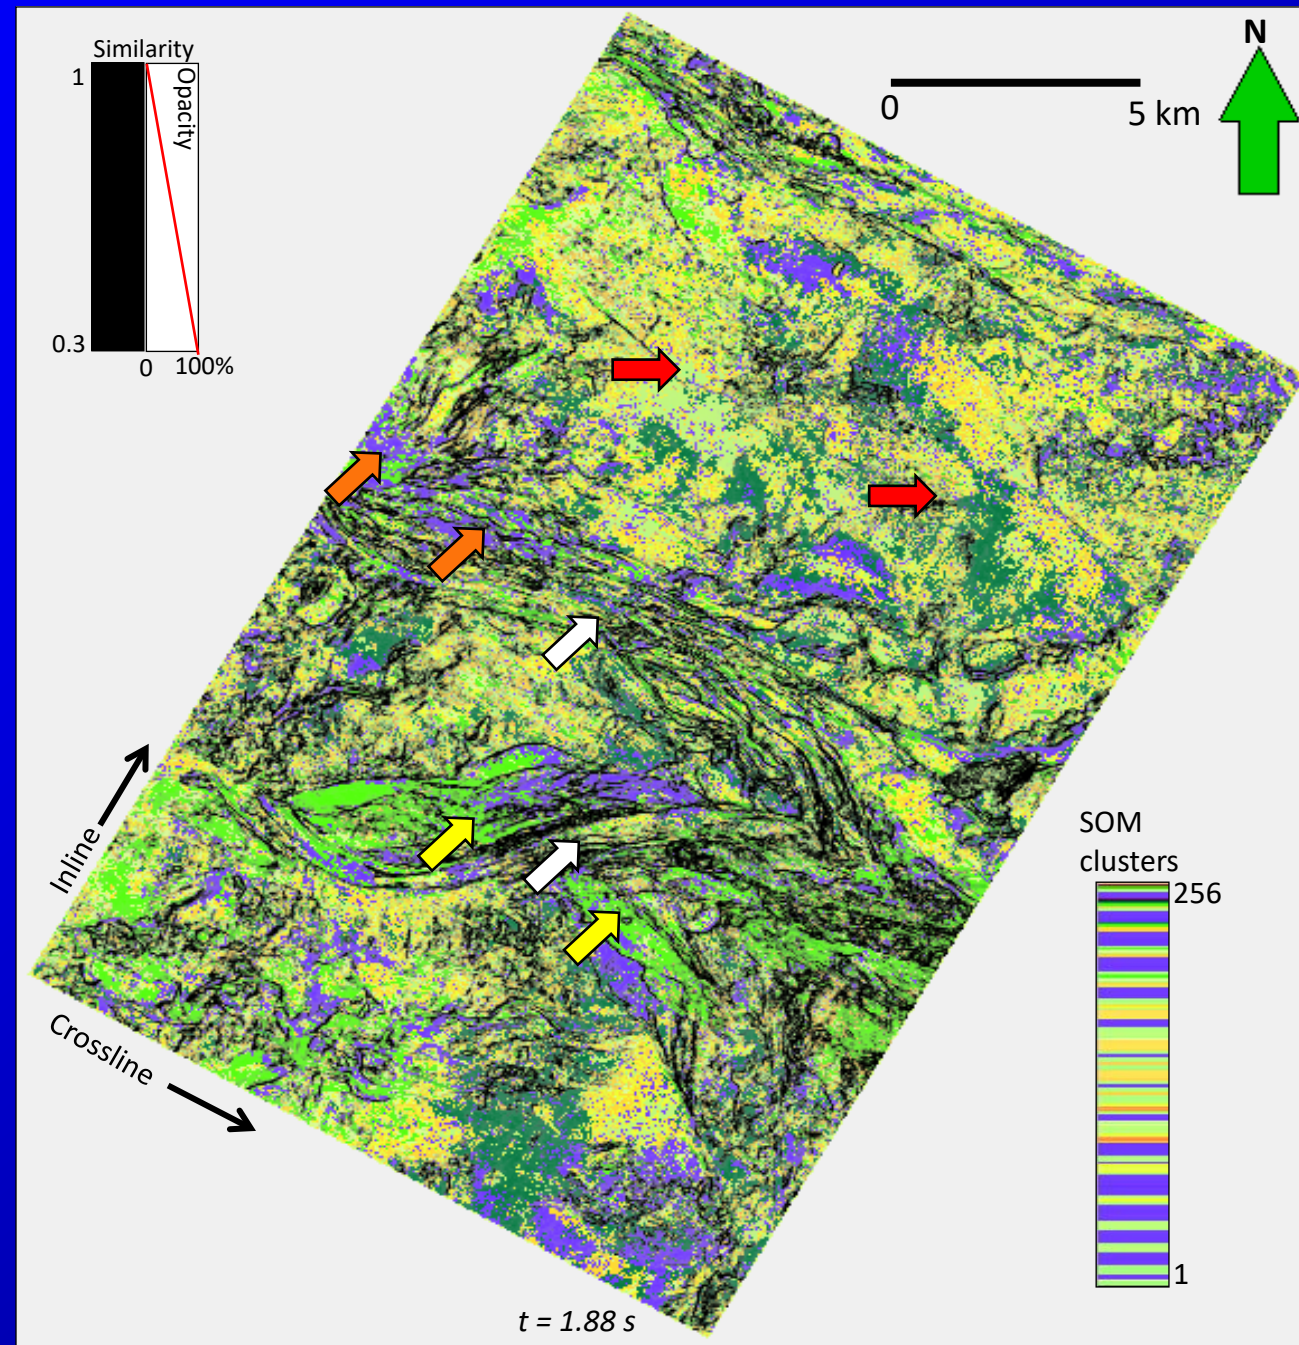 Similarity
1
Opacity
0.3
0
100%
N
0
5 km
Inline
Crossline
SOM
clusters
256
1
t = 1.88 s